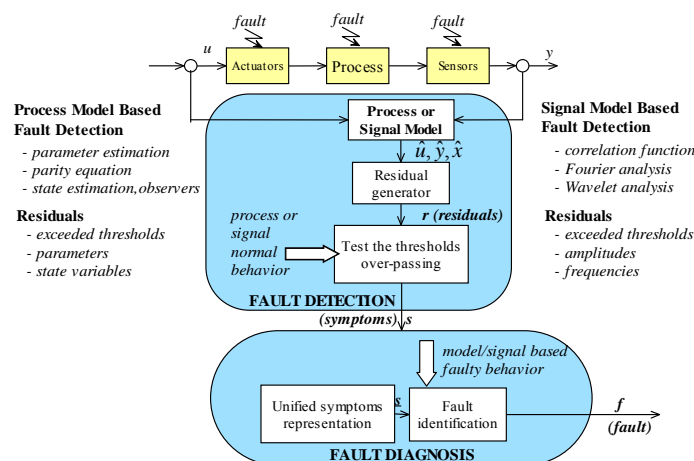 fault
fault
fault
u
y
Actuators
Process
Sensors
Process Model Based
Fault Detection
- parameter estimation
- parity equation
- state estimation,observers
Residuals
- exceeded thresholds
- parameters
- state variables
Process or
Signal Model
û, ŷ, x̂
Residual
generator
r (residuals)
process or
signal
normal
behavior
Test the thresholds
over-passing
FAULT DETECTION
Signal Model Based
Fault Detection
- correlation function
- Fourier analysis
- Wavelet analysis
Residuals
- exceeded thresholds
- amplitudes
- frequencies
(symptoms) s
model/signal based
faulty behavior
Unified symptoms
representation
s
Fault
identification
f
(fault)
FAULT DIAGNOSIS